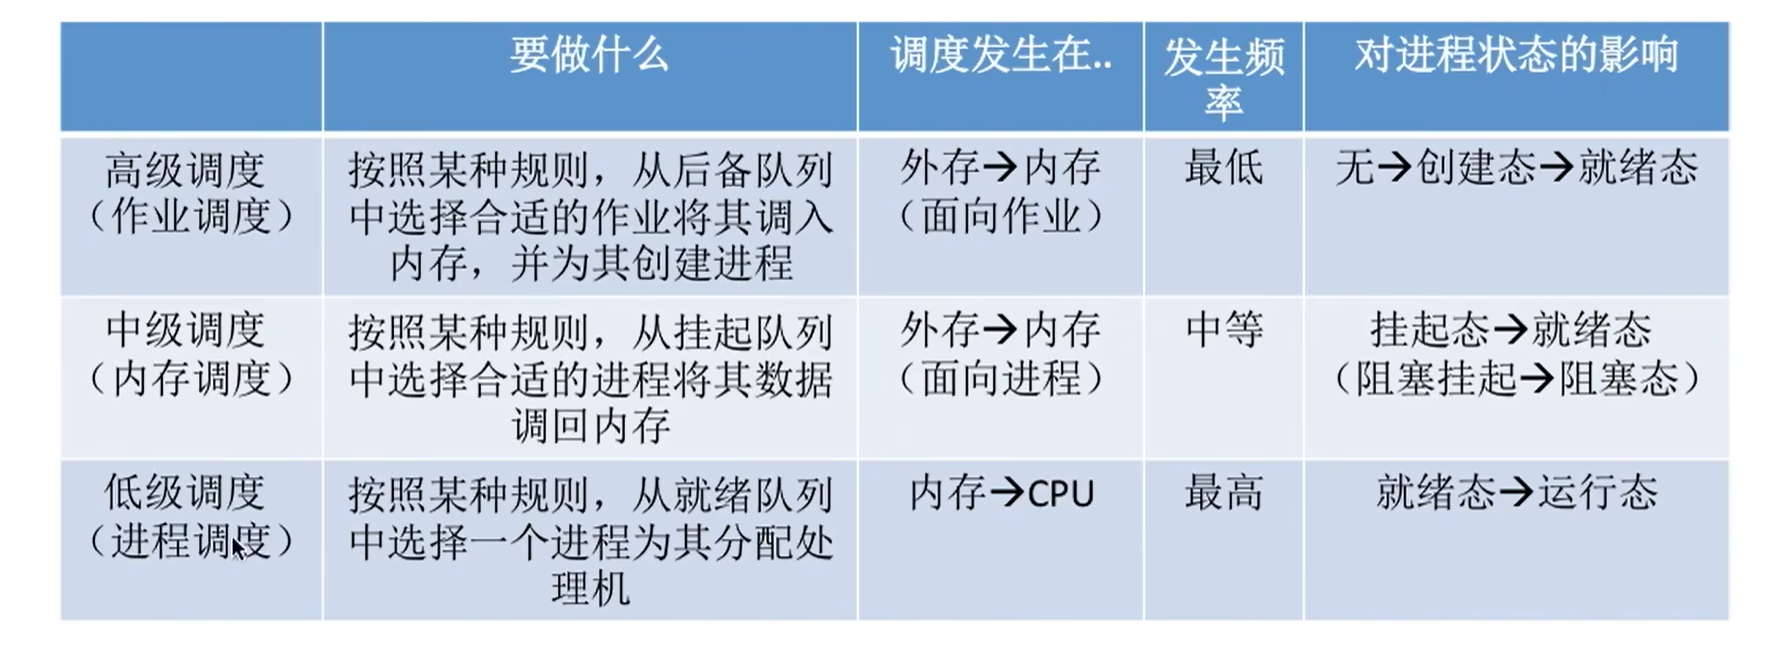 要做什么
调度发生在..
发生频
率
对进程状态的影响
高级调度
（作业调度）
按照某种规则，从后备队列
中选择合适的作业将其调入
内存，并为其创建进程
外存→内存
（面向作业）
最低
无→创建态→就绪态
中级调度
（内存调度）
按照某种规则，从挂起队列
中选择合适的进程将其数据
调回内存
外存→内存
（面向进程）
中等
挂起态→就绪态
（阻塞挂起→阻塞态）
低级调度
（进程调度）
按照某种规则，从就绪队列
中选择一个进程为其分配处
理机
内存→CPU
最高
就绪态→运行态